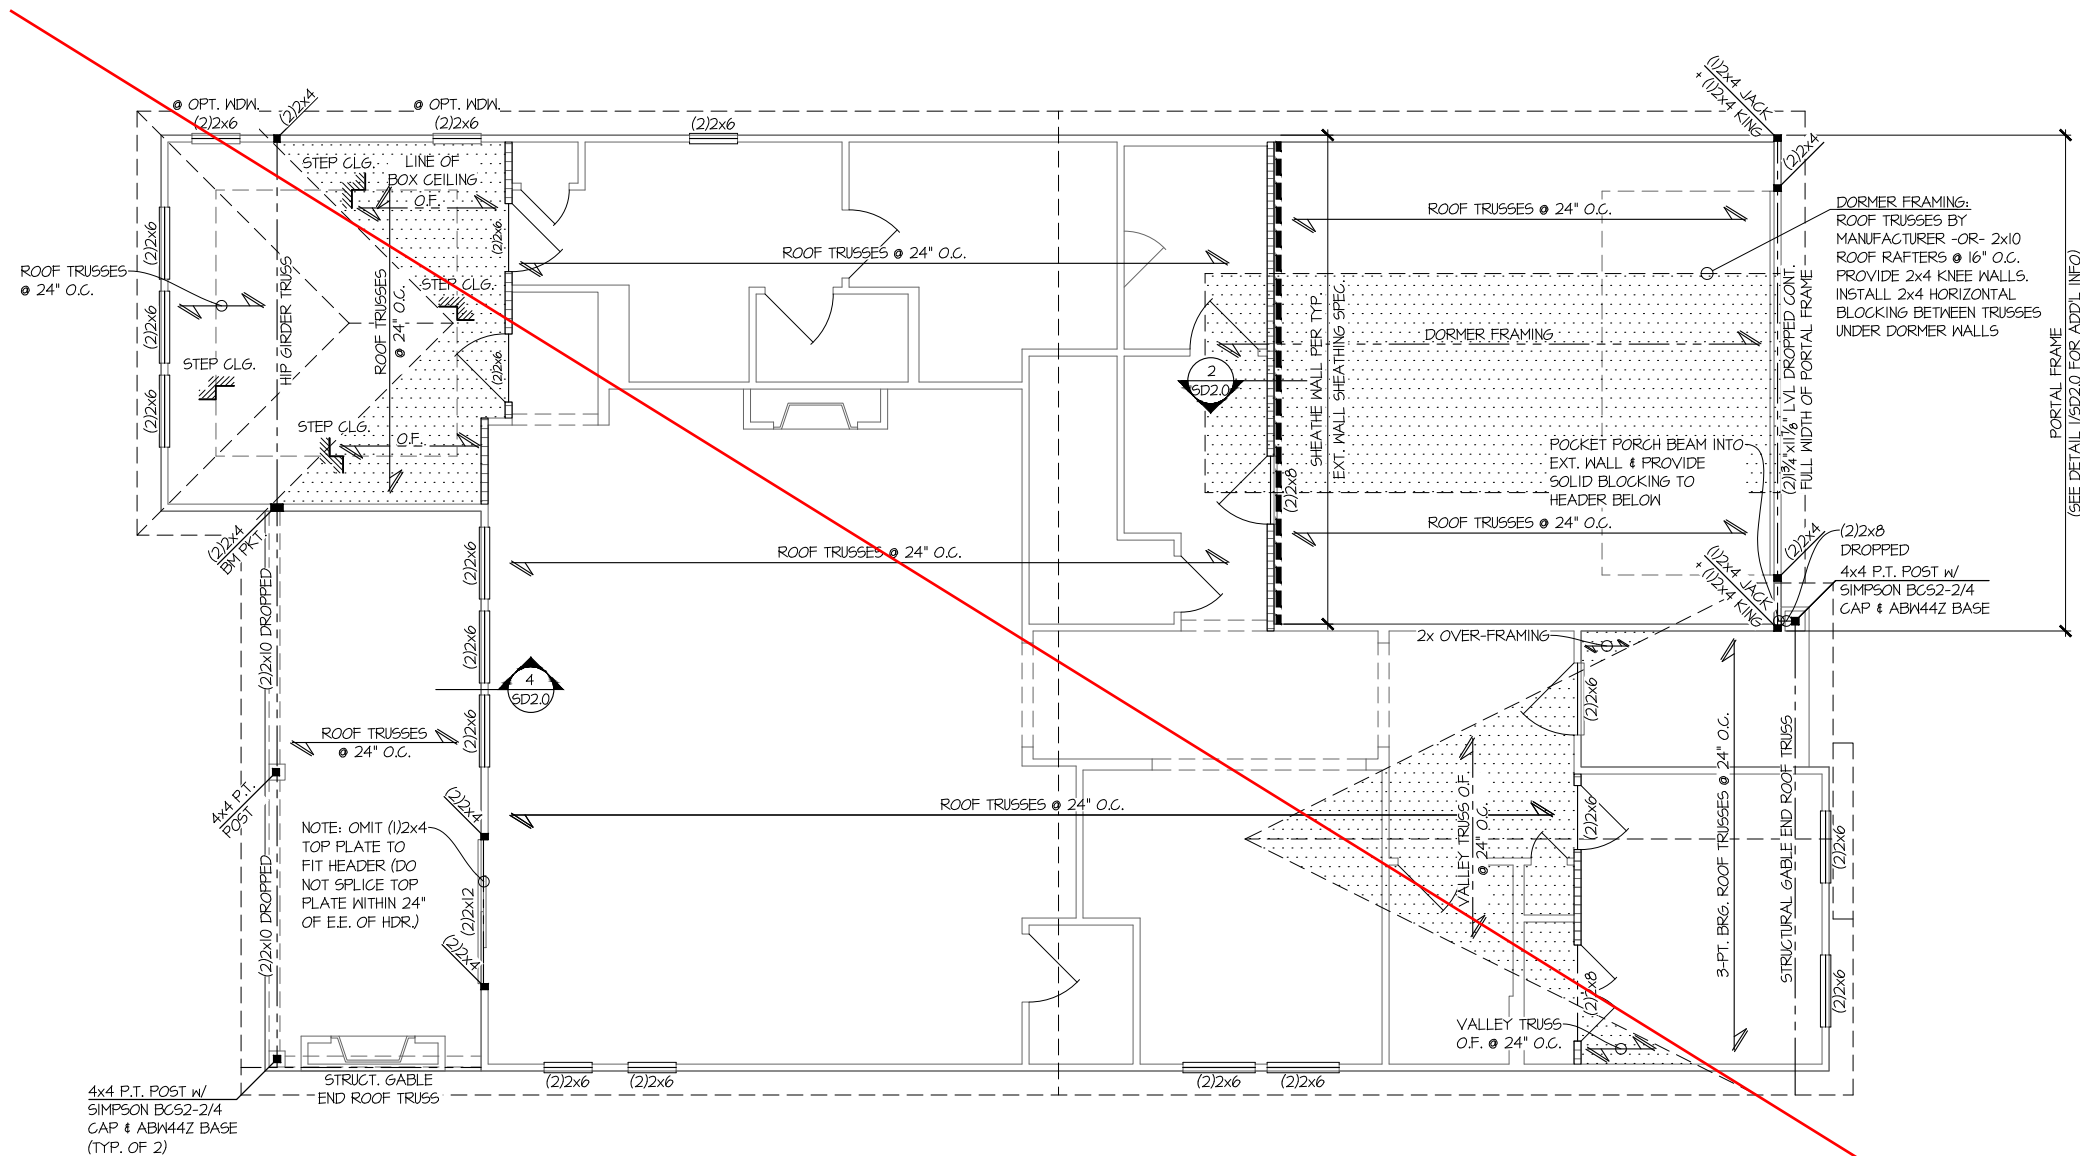 @ OPT. WDW.
(2)2x6
(2)2x4
@ OPT. WDW.
(2)2x6
(2)2x6
(1)2x4 JACK
+ (1)2x4 KING
(2)2x4
STEP CLG.
LINE OF
BOX CEILING
O.F.
(2)2x6
(2)2x6
(2)2x6
(2)2x6
ROOF TRUSSES
@ 24" O.C.
HIP GIRDER TRUSS
ROOF TRUSSES
@ 24" O.C.
STEP CLG.
STEP CLG.
STEP CLG.
O.F.
(2)2x6
ROOF TRUSSES @ 24" O.C.
ROOF TRUSSES @ 24" O.C.
DORMER FRAMING:
ROOF TRUSSES BY
MANUFACTURER -OR- 2x10
ROOF RAFTERS @ 16" O.C.
PROVIDE 2x4 KNEE WALLS.
INSTALL 2x4 HORIZONTAL
BLOCKING BETWEEN TRUSSES
UNDER DORMER WALLS
DORMER FRAMING
SHEATHE WALL PER TYP.
EXT. WALL SHEATHING SPEC.
2
SD2.0
(2)2x8
(2)1¾"x11⅞" LVL DROPPED CONT.
FULL WIDTH OF PORTAL FRAME
PORTAL FRAME
(SEE DETAIL 1/SD2.0 FOR ADD'L INFO)
POCKET PORCH BEAM INTO
EXT. WALL & PROVIDE
SOLID BLOCKING TO
HEADER BELOW
ROOF TRUSSES @ 24" O.C.
ROOF TRUSSES @ 24" O.C.
(2)2x4
BM PKT.
(2)2x6
(2)2x6
(2)2x6
(2)2x10 DROPPED
(2)2x4
(1)2x4 JACK
+ (1)2x4 KING
(2)2x8
DROPPED
4x4 P.T. POST W/
SIMPSON BCS2-2/4
CAP & ABW44Z BASE
2x OVER-FRAMING
4
SD2.0
ROOF TRUSSES
@ 24" O.C.
4x4 P.T.
POST
(2)2x6
(2)2x6
3-PT. BRG. ROOF TRUSSES @ 24" O.C.
STRUCTURAL GABLE END ROOF TRUSS
ROOF TRUSSES @ 24" O.C.
VALLEY TRUSS O.F.
@ 24" O.C.
(2)2x6
(2)2x6
(2)2x8
(2)2x4
NOTE: OMIT (1)2x4
TOP PLATE TO
FIT HEADER (DO
NOT SPLICE TOP
PLATE WITHIN 24"
OF E.E. OF HDR.)
(2)2x12
(2)2x4
(2)2x10 DROPPED
VALLEY TRUSS
O.F. @ 24" O.C.
STRUCT. GABLE
END ROOF TRUSS
(2)2x6
(2)2x6
(2)2x6
(2)2x6
4x4 P.T. POST W/
SIMPSON BCS2-2/4
CAP & ABW44Z BASE
(TYP. OF 2)